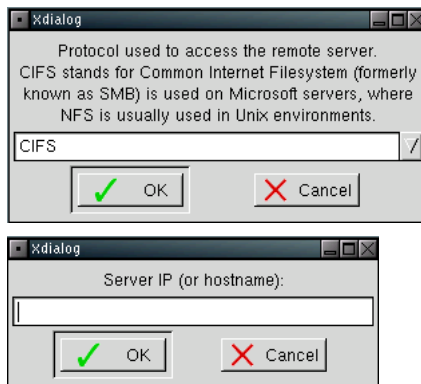 Xdialog
Protocol used to access the remote server.
CIFS stands for Common Internet Filesystem (formerly
known as SMB) is used on Microsoft servers, where
NFS is usually used in Unix environments.
CIFS
OK Cancel
Xdialog
Server IP (or hostname):
OK Cancel